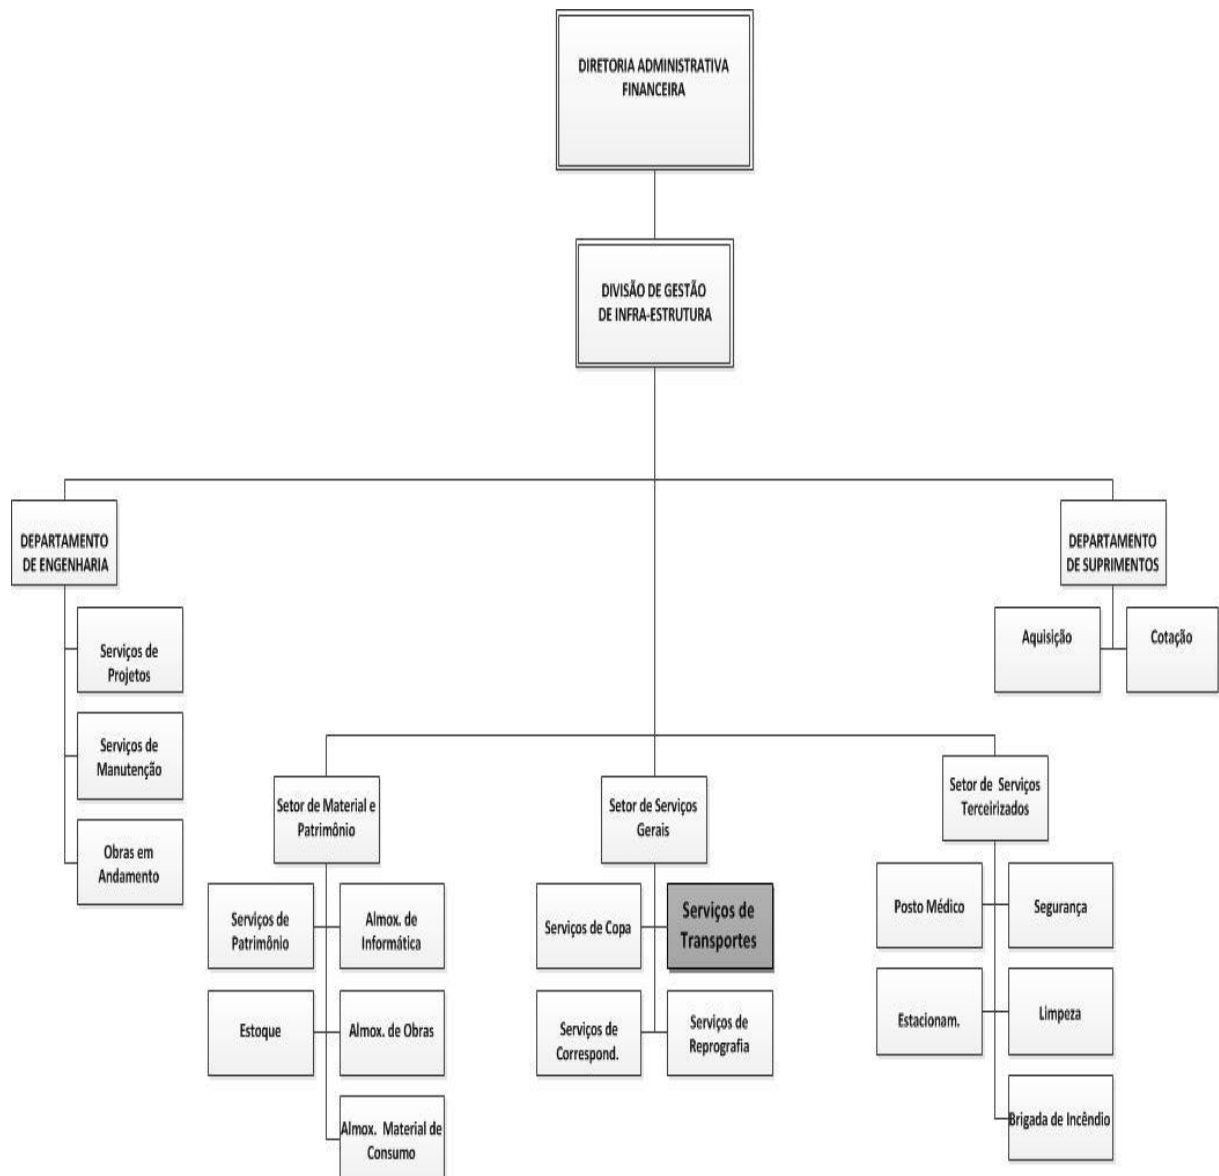 DIRETORIA ADMINISTRATIVA
FINANCEIRA
DIVISÃO DE GESTÃO
DE INFRA-ESTRUTURA
DEPARTAMENTO
DE ENGENHARIA
Serviços de
Projetos
Serviços de
Manutenção
Obras em
Andamento
DEPARTAMENTO
DE SUPRIMENTOS
Aquisição
Cotação
Setor de Material e
Patrimônio
Serviços de
Patrimônio
Almox. de
Informática
Estoque
Almox. de Obras
Almox. Material de
Consumo
Setor de Serviços
Gerais
Serviços de Copa
Serviços de
Transportes
Serviços de
Correspond.
Serviços de
Reprografia
Setor de Serviços
Terceirizados
Posto Médico
Segurança
Estacionam.
Limpeza
Brigada de Incêndio